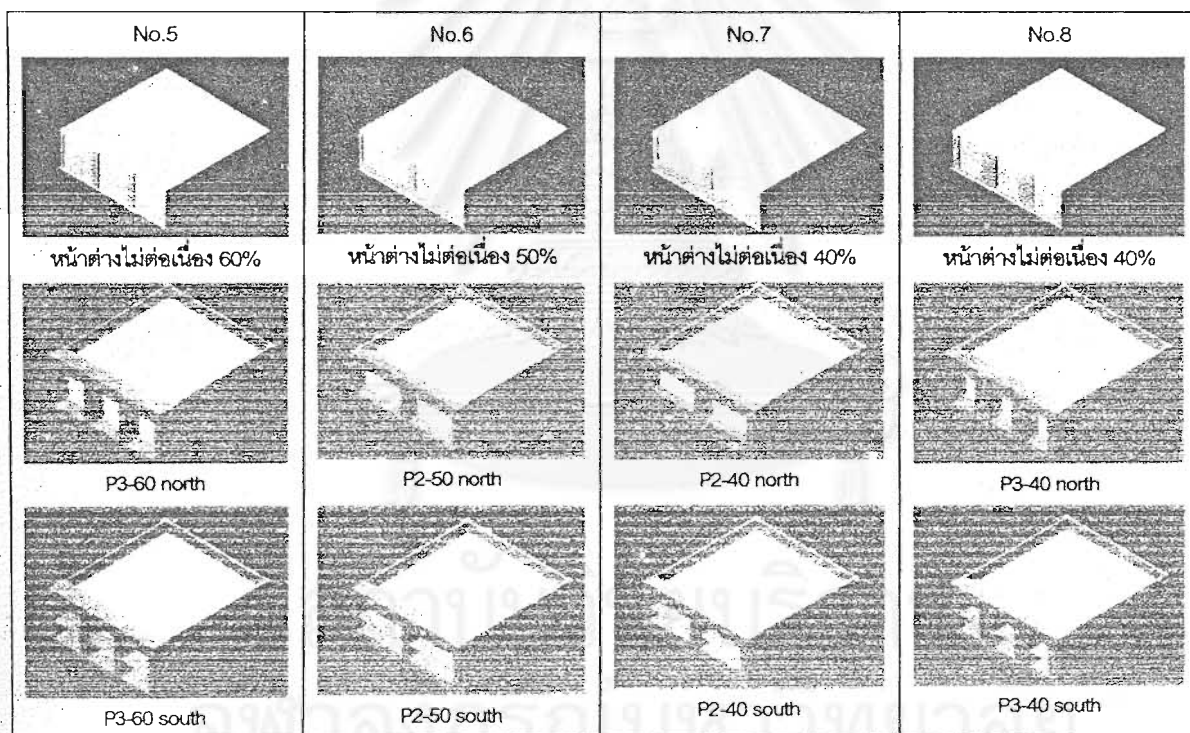 No.5 No.6 No.7 No.8
หน้าต่างไม่ต่อเนื่อง 60% หน้าต่างไม่ต่อเนื่อง 50% หน้าต่างไม่ต่อเนื่อง 40% หน้าต่างไม่ต่อเนื่อง 40%
P3-60 north P2-50 north P2-40 north P3-40 north
P3-60 south P2-50 south P2-40 south P3-40 south